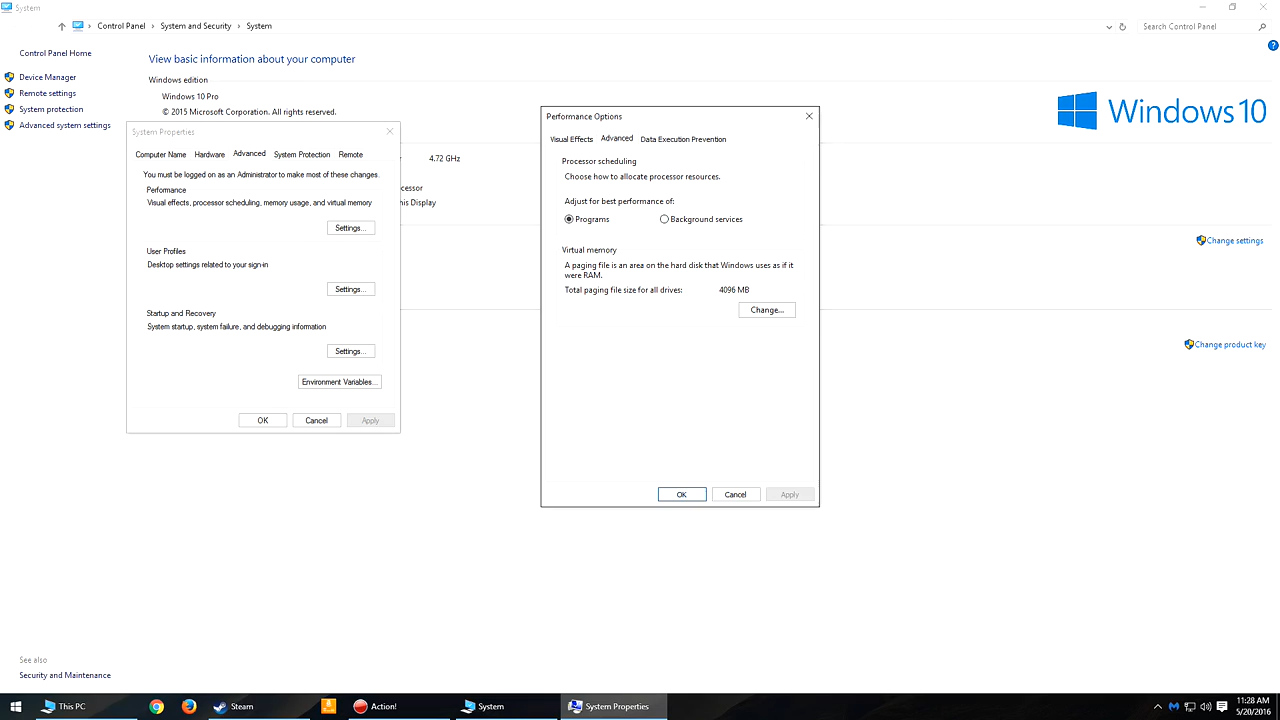 System
Control Panel
System and Security
System
Search Control Panel
Control Panel Home
Device Manager
Remote settings
System protection
Advanced system settings
View basic information about your computer
Windows edition
Windows 10 Pro
© 2015 Microsoft Corporation. All rights reserved.
Windows 10
4.72 GHz
his Display
Change settings
Change product key
System Properties
Computer Name
Hardware
Advanced
System Protection
Remote
You must be logged on as an Administrator to make most of these changes.
Performance
Visual effects, processor scheduling, memory usage, and virtual memory
Settings...
User Profiles
Desktop settings related to your sign-in
Settings...
Startup and Recovery
System startup, system failure, and debugging information
Settings...
Environment Variables...
OK
Cancel
Apply
Performance Options
Visual Effects
Advanced
Data Execution Prevention
Processor scheduling
Choose how to allocate processor resources.
Adjust for best performance of:
Programs
Background services
Virtual memory
A paging file is an area on the hard disk that Windows uses as if it
were RAM.
Total paging file size for all drives:
4096 MB
Change...
OK
Cancel
Apply
See also
Security and Maintenance
This PC
Steam
Action!
System
System Properties
11:28 AM
5/20/2016